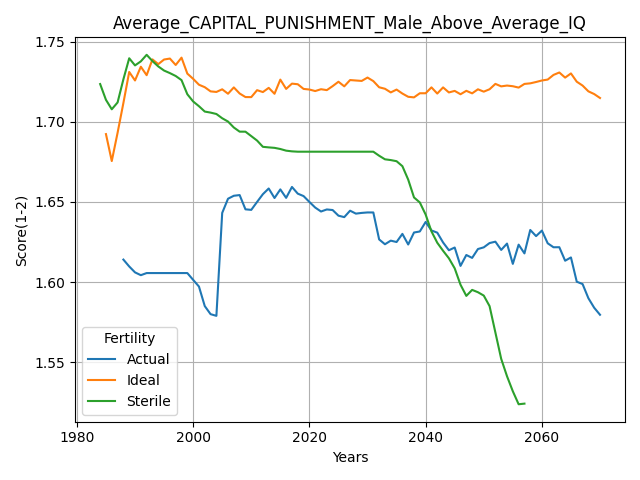 Average_CAPITAL_PUNISHMENT_Male_Above_Average_IQ
Score(1-2)
1.75
1.70
1.65
1.60
1.55
Fertility
Actual
Ideal
Sterile
1980
2000
2020
2040
2060
Years